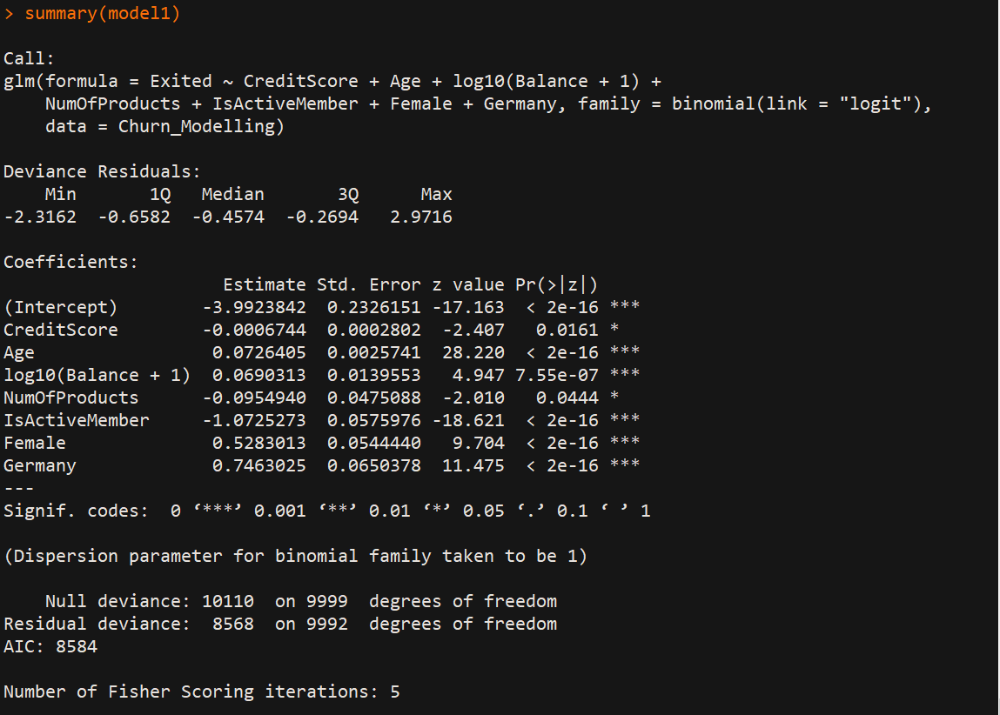 > summary(model1)
Call:
glm(formula = Exited ~ CreditScore + Age + log10(Balance + 1) +
    NumOfProducts + IsActiveMember + Female + Germany, family = binomial(link = "logit"),
    data = Churn_Modelling)
Deviance Residuals:
    Min       1Q   Median       3Q      Max
-2.3162  -0.6582  -0.4574  -0.2694   2.9716
Coefficients:
                     Estimate Std. Error z value Pr(>|z|)
(Intercept)        -3.9923842  0.2326151 -17.163  < 2e-16 ***
CreditScore        -0.0006744  0.0002802  -2.407   0.0161 *
Age                 0.0726405  0.0025741  28.220  < 2e-16 ***
log10(Balance + 1)  0.0690313  0.0139553   4.947 7.55e-07 ***
NumOfProducts      -0.0954940  0.0475088  -2.010   0.0444 *
IsActiveMember     -1.0725273  0.0575976 -18.621  < 2e-16 ***
Female              0.5283013  0.0544440   9.704  < 2e-16 ***
Germany             0.7463025  0.0650378  11.475  < 2e-16 ***
---
Signif. codes:  0 ‘***’ 0.001 ‘**’ 0.01 ‘*’ 0.05 ‘.’ 0.1 ‘ ’ 1
(Dispersion parameter for binomial family taken to be 1)
    Null deviance: 10110  on 9999  degrees of freedom
Residual deviance:  8568  on 9992  degrees of freedom
AIC: 8584
Number of Fisher Scoring iterations: 5